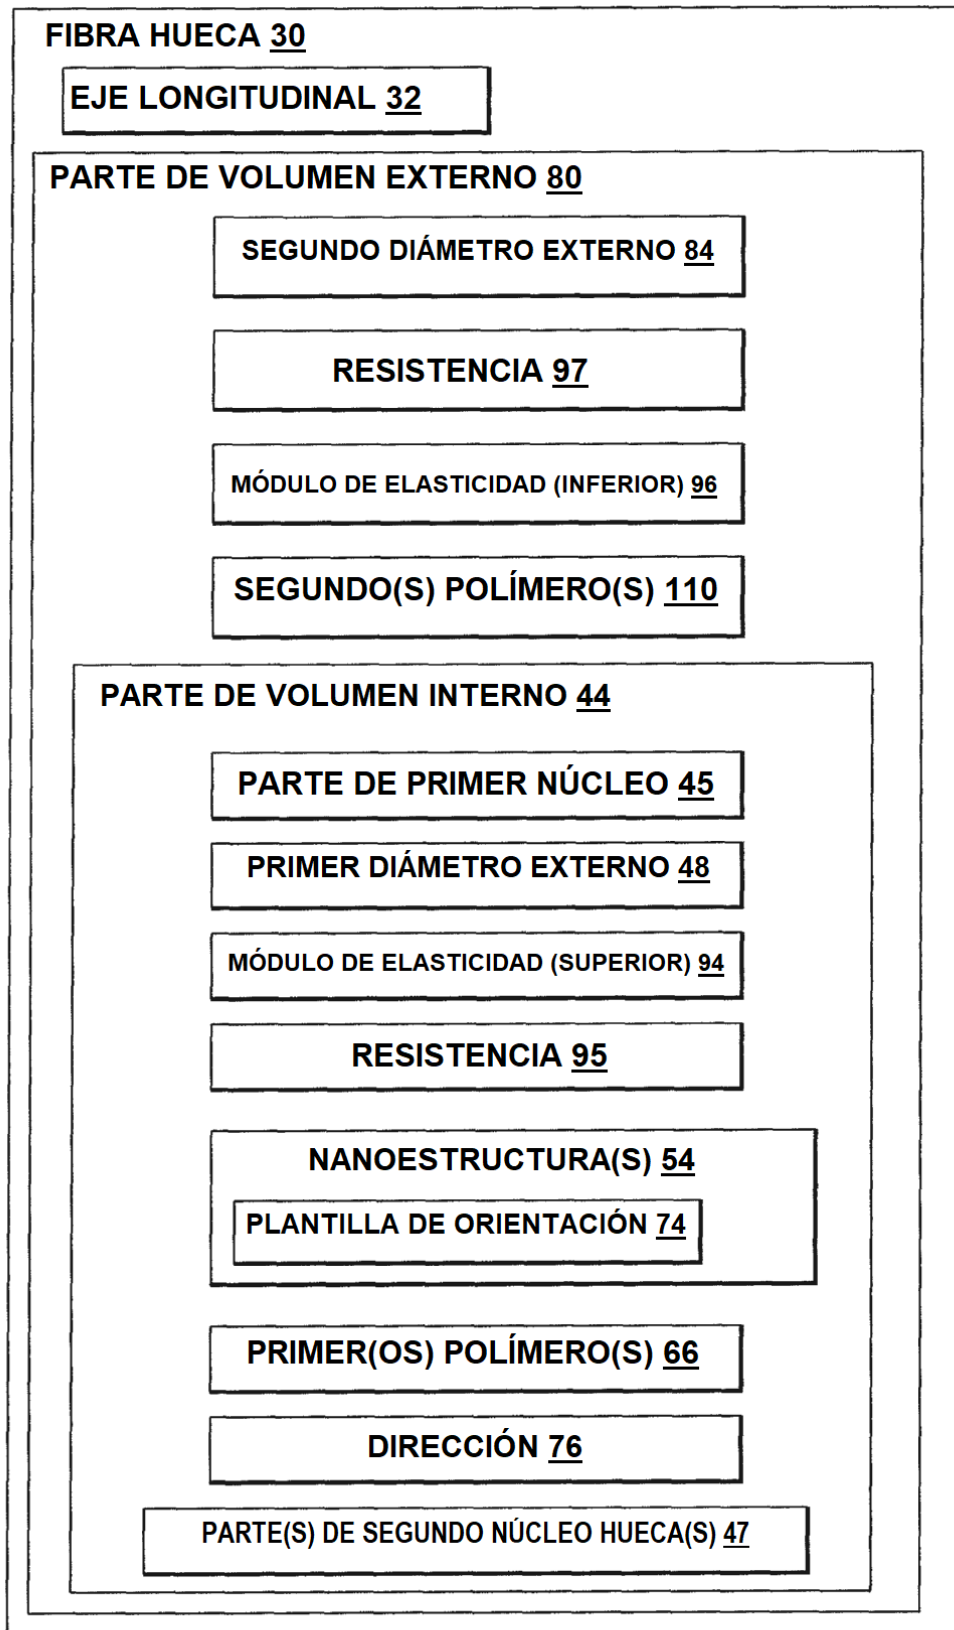 FIBRA HUECA 30
EJE LONGITUDINAL 32
PARTE DE VOLUMEN EXTERNO 80
SEGUNDO DIÁMETRO EXTERNO 84
RESISTENCIA 97
MÓDULO DE ELASTICIDAD (INFERIOR) 96
SEGUNDO(S) POLÍMERO(S) 110
PARTE DE VOLUMEN INTERNO 44
PARTE DE PRIMER NÚCLEO 45
PRIMER DIÁMETRO EXTERNO 48
MÓDULO DE ELASTICIDAD (SUPERIOR) 94
RESISTENCIA 95
NANOESTRUCTURA(S) 54
PLANTILLA DE ORIENTACIÓN 74
PRIMER(OS) POLÍMERO(S) 66
DIRECCIÓN 76
PARTE(S) DE SEGUNDO NÚCLEO HUECA(S) 47